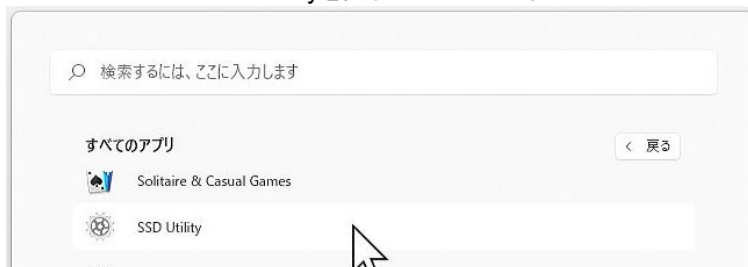 検索するには、ここに入力します
すべてのアプリ
< 戻る
Solitaire & Casual Games
SSD Utility